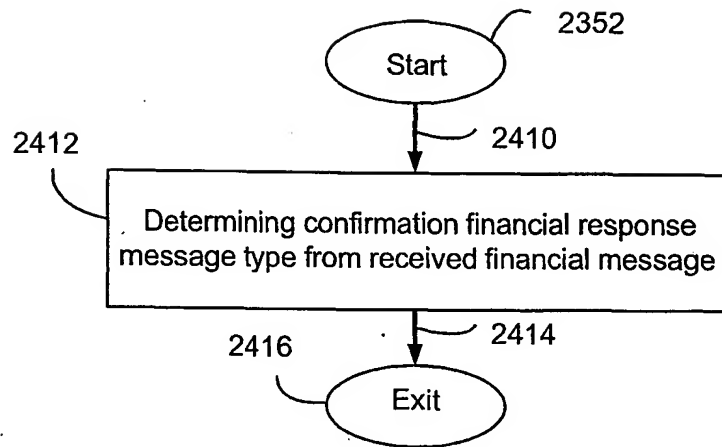 2352
Start
2410
2412
Determining confirmation financial response
message type from received financial message
2414
2416
Exit